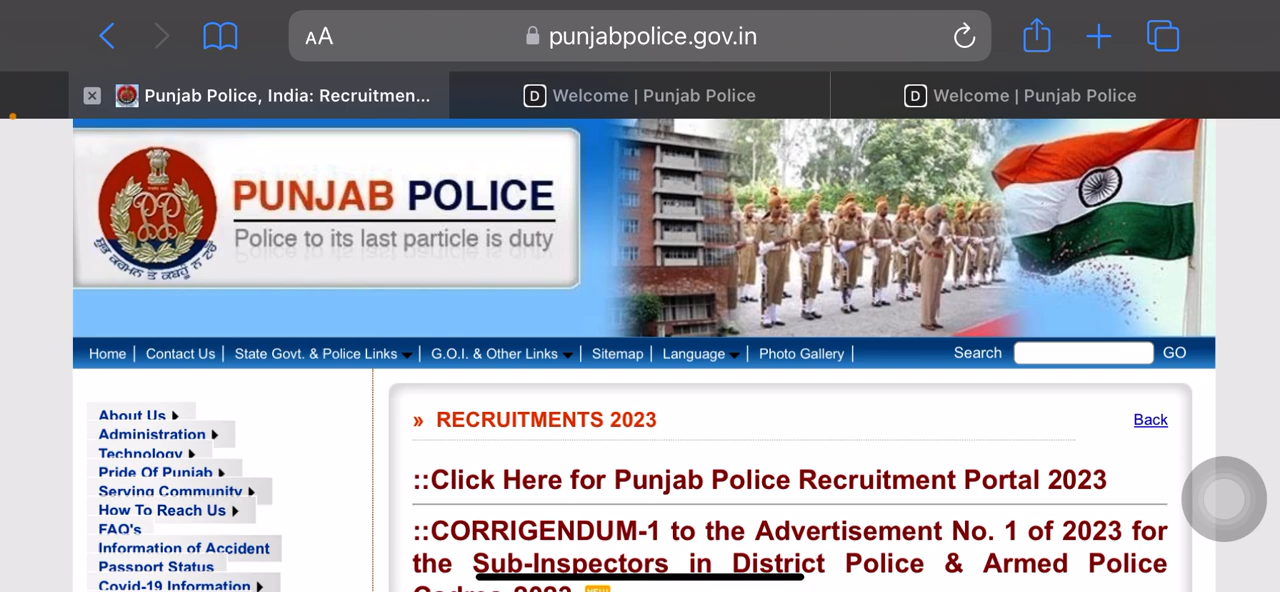 AA punjabpolice.gov.in
Punjab Police, India: Recruitmen...
D Welcome | Punjab Police
D Welcome | Punjab Police
PUNJAB POLICE
Police to its last particle is duty
Home | Contact Us | State Govt. & Police Links | G.O.I. & Other Links | Sitemap | Language | Photo Gallery |
Search GO
About Us
Administration
Technology
Pride Of Punjab
Serving Community
How To Reach Us
FAQ's
Information of Accident
Passport Status
Covid-19 Information
» RECRUITMENTS 2023
Back
::Click Here for Punjab Police Recruitment Portal 2023
::CORRIGENDUM-1 to the Advertisement No. 1 of 2023 for
the Sub-Inspectors in District Police & Armed Police
Cadres 2023 NEW